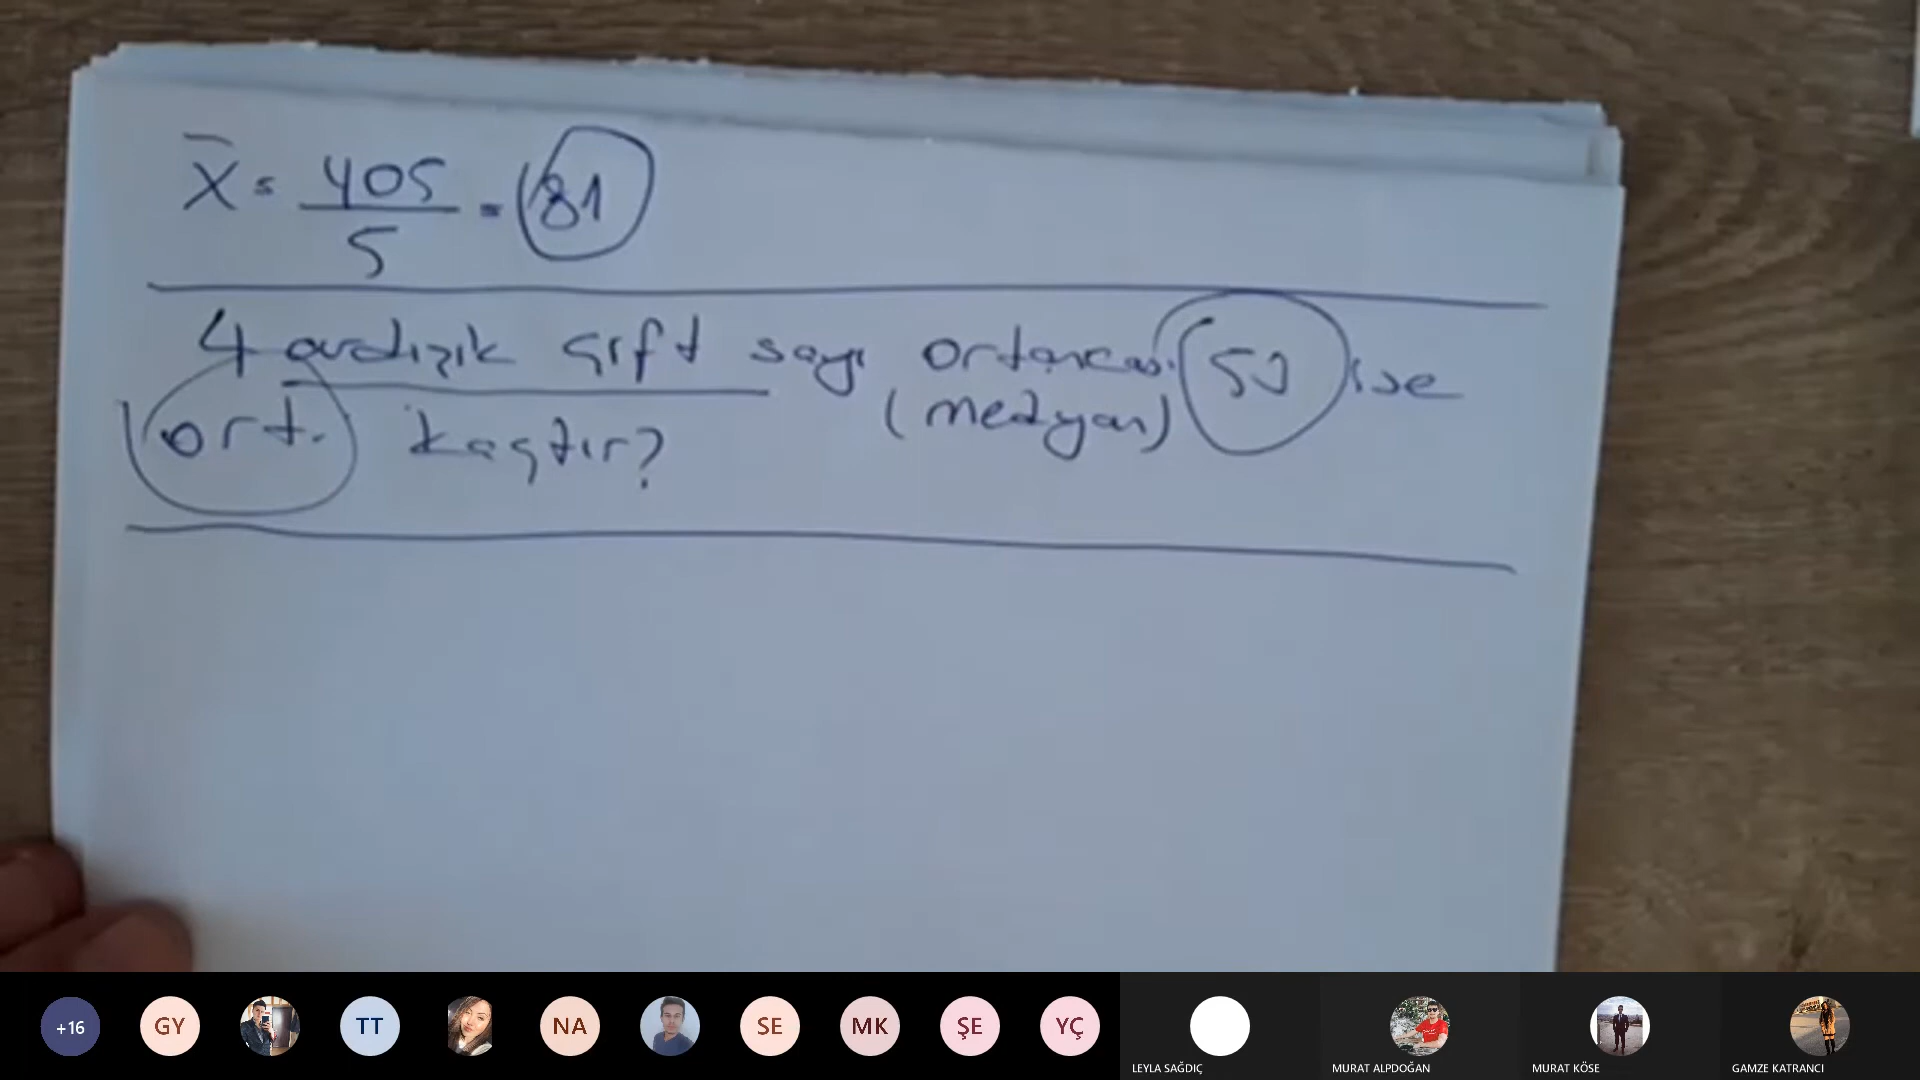 x̄ = 405 / 5 = 81
4 ardışık çift sayı ortancası ise
(medyan)
ort. kaçtır?
+16
GY
TT
NA
SE
MK
ŞE
YÇ
LEYLA SAĞDIÇ
MURAT ALPDOĞAN
MURAT KÖSE
GAMZE KATRANCI